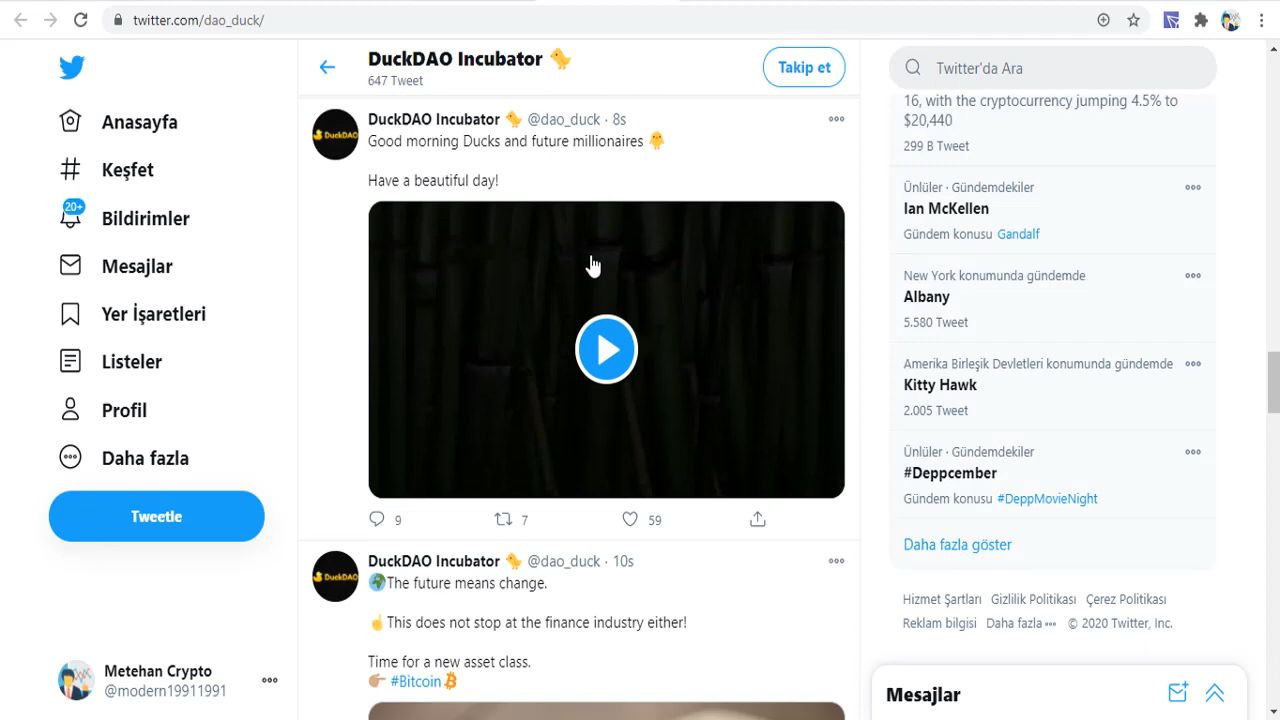 twitter.com/dao_duck/
Anasayfa
Keşfet
20+
Bildirimler
Mesajlar
Yer İşaretleri
Listeler
Profil
Daha fazla
Tweetle
Metehan Crypto
@modern19911991
DuckDAO Incubator 🐤
647 Tweet
Takip et
DuckDAO
DuckDAO Incubator 🐤 @dao_duck · 8s
Good morning Ducks and future millionaires 🐥
Have a beautiful day!
9 7 59
DuckDAO
DuckDAO Incubator 🐤 @dao_duck · 10s
🌍The future means change.
☝This does not stop at the finance industry either!
Time for a new asset class.
👉 #Bitcoin
Twitter'da Ara
16, with the cryptocurrency jumping 4.5% to
$20,440
299 B Tweet
Ünlüler · Gündemdekiler
Ian McKellen
Gündem konusu Gandalf
New York konumunda gündemde
Albany
5.580 Tweet
Amerika Birleşik Devletleri konumunda gündemde
Kitty Hawk
2.005 Tweet
Ünlüler · Gündemdekiler
#Deppcember
Gündem konusu #DeppMovieNight
Daha fazla göster
Hizmet Şartları Gizlilik Politikası Çerez Politikası
Reklam bilgisi Daha fazla ••• © 2020 Twitter, Inc.
Mesajlar